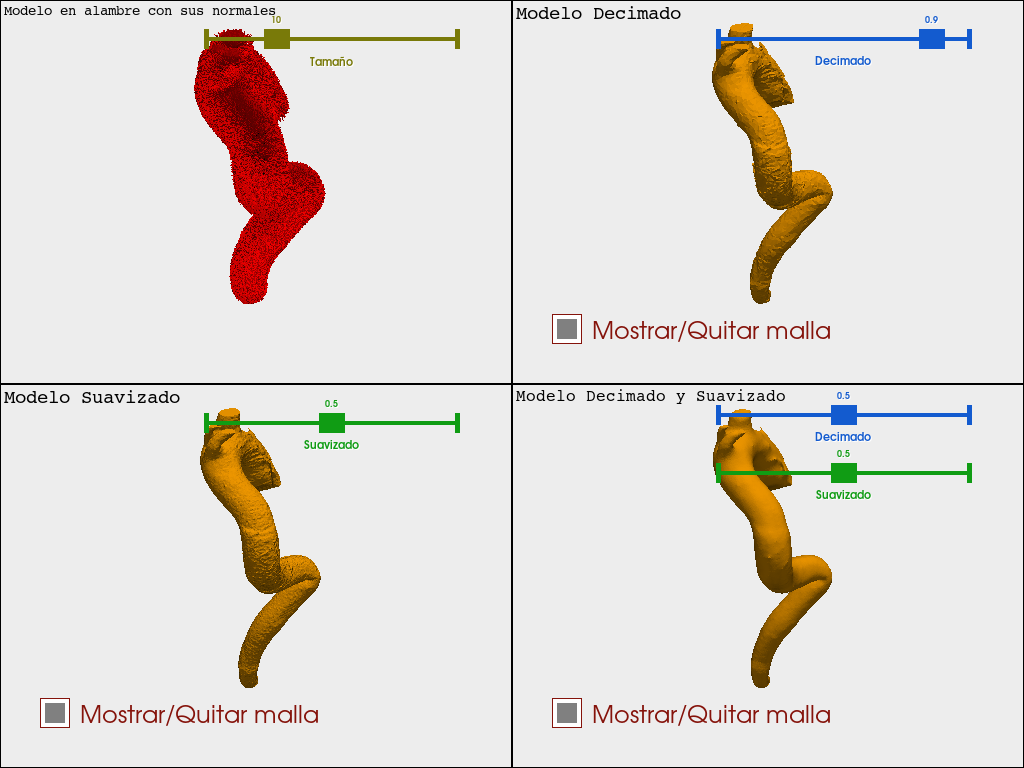 Modelo en alambre con sus normales
10
Tamaño
Modelo Decimado
0.9
Decimado
Mostrar/Quitar malla
Modelo Suavizado
0.5
Suavizado
Mostrar/Quitar malla
Modelo Decimado y Suavizado
0.5
Decimado
0.5
Suavizado
Mostrar/Quitar malla